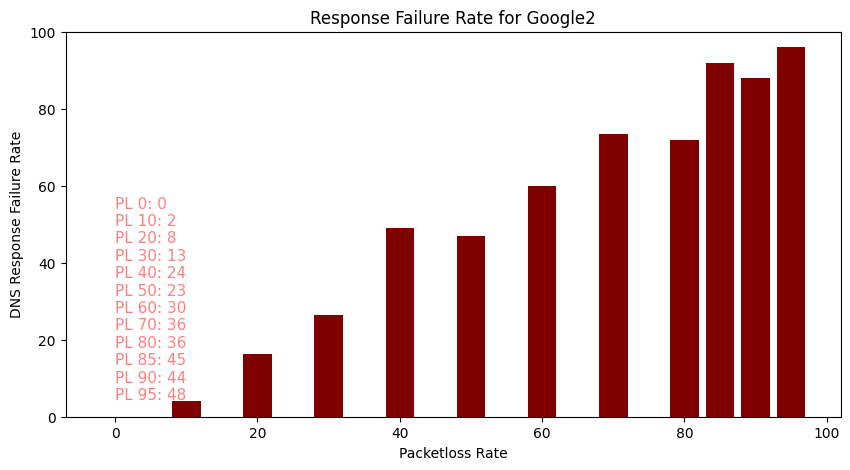 Response Failure Rate for Google2
DNS Response Failure Rate
100
80
60
40
20
0
PL 0: 0
PL 10: 2
PL 20: 8
PL 30: 13
PL 40: 24
PL 50: 23
PL 60: 30
PL 70: 36
PL 80: 36
PL 85: 45
PL 90: 44
PL 95: 48
0 20 40 60 80 100
Packetloss Rate